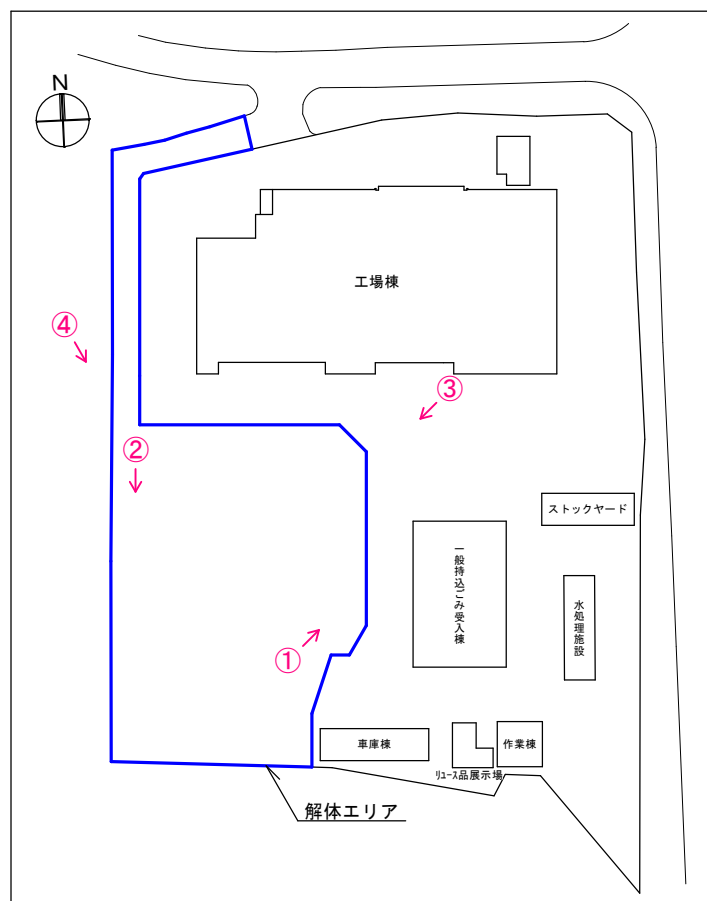 N
工場棟
④
③
②
ストックヤード
一般持込ごみ受入棟
水処理施設
①
車庫棟
作業棟
リユース品展示場
解体エリア